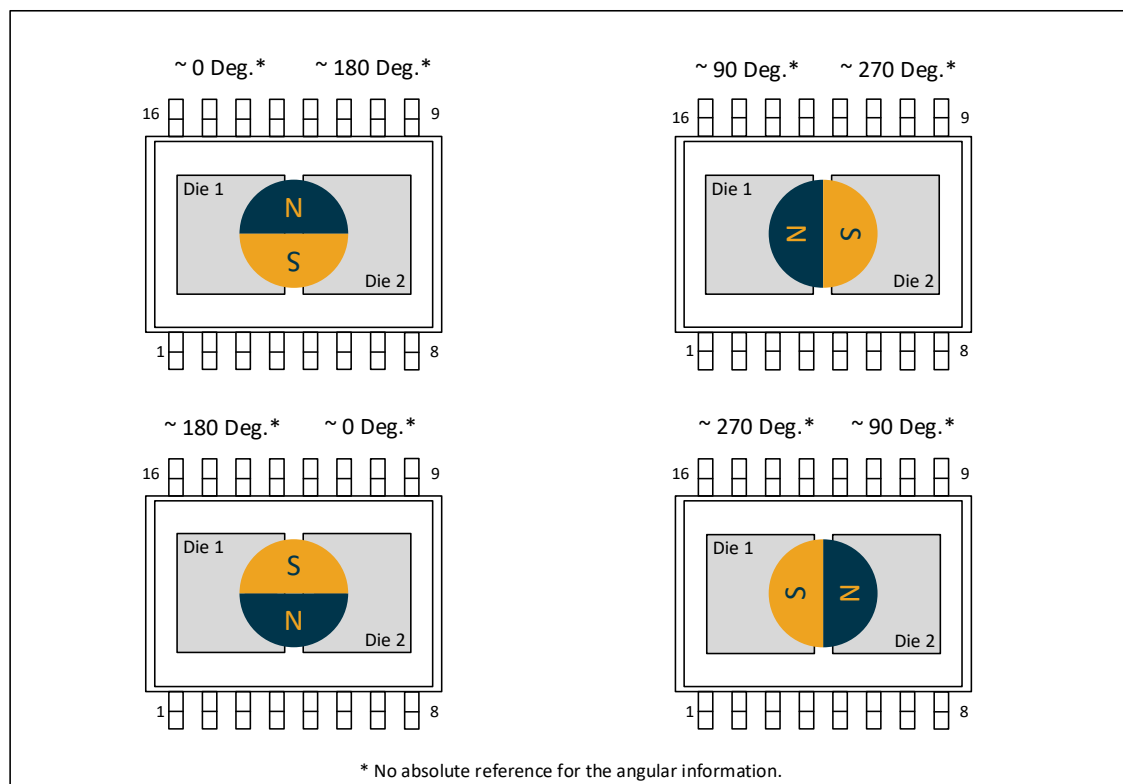 ~ 0 Deg.* ~ 180 Deg.*
16 9
Die 1
N
S
Die 2
1 8
~ 90 Deg.* ~ 270 Deg.*
16 9
Die 1
N S
Die 2
1 8
~ 180 Deg.* ~ 0 Deg.*
16 9
Die 1
S
N
Die 2
1 8
~ 270 Deg.* ~ 90 Deg.*
16 9
Die 1
S N
Die 2
1 8
* No absolute reference for the angular information.